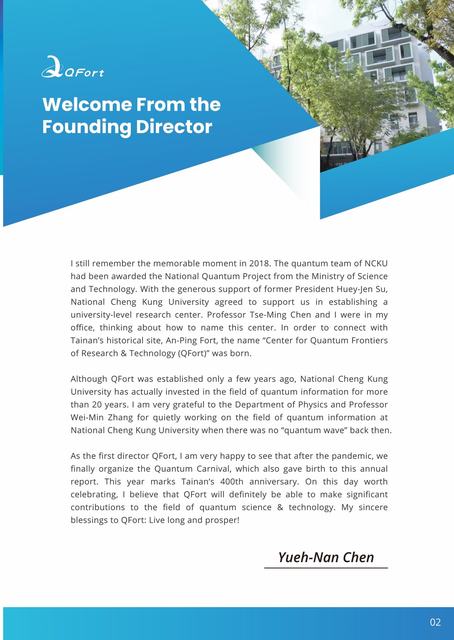 QFort
Welcome From the
Founding Director
I still remember the memorable moment in 2018. The quantum team of NCKU
had been awarded the National Quantum Project from the Ministry of Science
and Technology. With the generous support of former President Huey-Jen Su,
National Cheng Kung University agreed to support us in establishing a
university-level research center. Professor Tse-Ming Chen and I were in my
office, thinking about how to name this center. In order to connect with
Tainan's historical site, An-Ping Fort, the name “Center for Quantum Frontiers
of Research & Technology (QFort)” was born.
Although QFort was established only a few years ago, National Cheng Kung
University has actually invested in the field of quantum information for more
than 20 years. I am very grateful to the Department of Physics and Professor
Wei-Min Zhang for quietly working on the field of quantum information at
National Cheng Kung University when there was no “quantum wave” back then.
As the first director QFort, I am very happy to see that after the pandemic, we
finally organize the Quantum Carnival, which also gave birth to this annual
report. This year marks Tainan's 400th anniversary. On this day worth
celebrating, I believe that QFort will definitely be able to make significant
contributions to the field of quantum science & technology. My sincere
blessings to QFort: Live long and prosper!
Yueh-Nan Chen
02